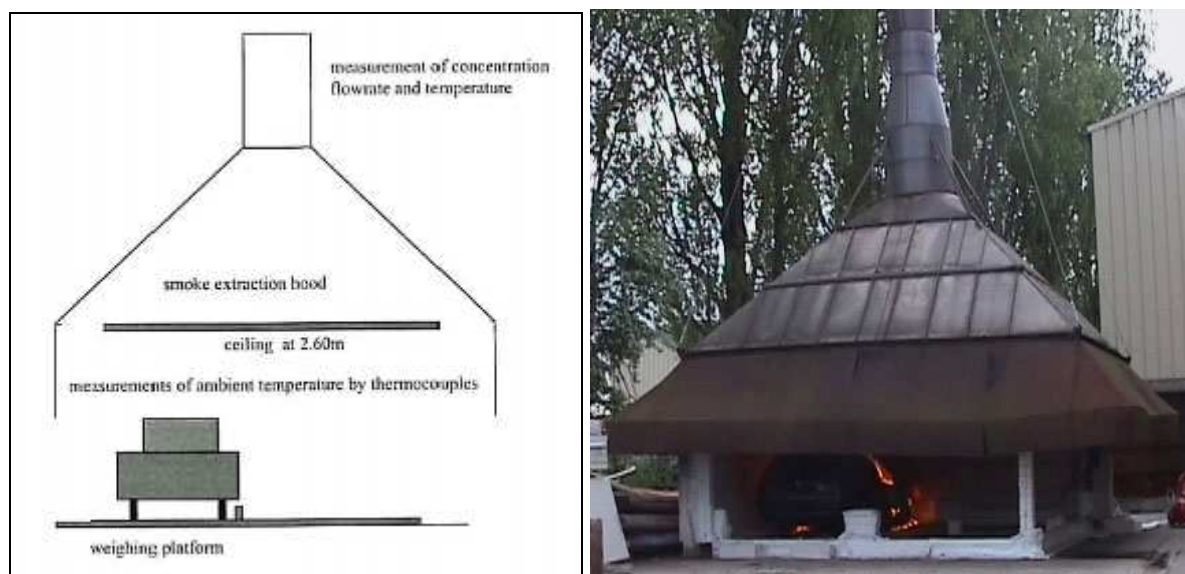 measurement of concentration
flowrate and temperature
smoke extraction hood
ceiling at 2.60m
measurements of ambient temperature by thermocouples
weighing platform